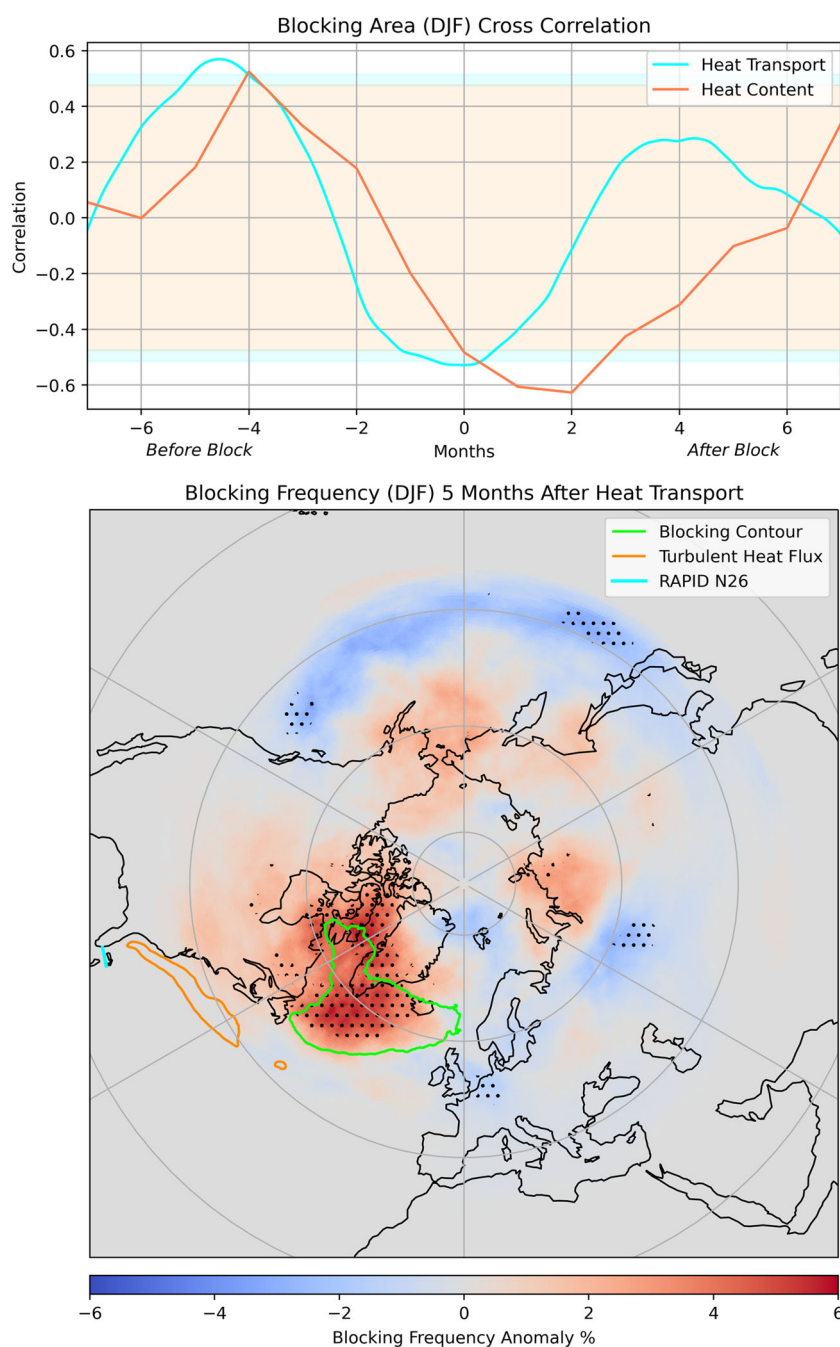 Blocking Area (DJF) Cross Correlation
0.6
0.4
0.2
0.0
−0.2
−0.4
−0.6
Correlation
Heat Transport
Heat Content
−6
−4
−2
0
2
4
6
Before Block
Months
After Block
Blocking Frequency (DJF) 5 Months After Heat Transport
Blocking Contour
Turbulent Heat Flux
RAPID N26
−6
−4
−2
0
2
4
6
Blocking Frequency Anomaly %